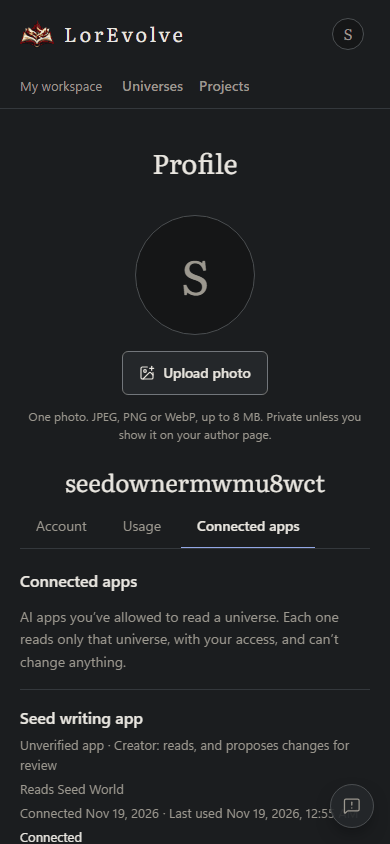 LorEvolve
S
My workspace Universes Projects
Profile
S
Upload photo
One photo. JPEG, PNG or WebP, up to 8 MB. Private unless you
show it on your author page.
seedownermwmu8wct
Account Usage Connected apps
Connected apps
AI apps you’ve allowed to read a universe. Each one
reads only that universe, with your access, and can’t
change anything.
Seed writing app
Unverified app · Creator: reads, and proposes changes for
review
Reads Seed World
Connected Nov 19, 2026 · Last used Nov 19, 2026,
Connected